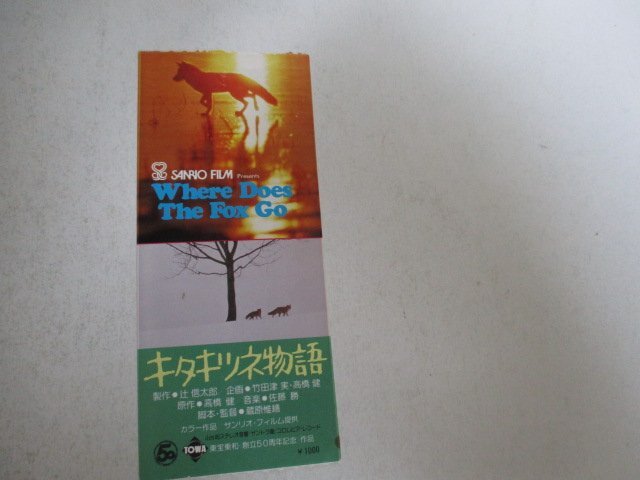 SANRIO FILM Presents
Where Does
The Fox Go
キタキツネ物語
製作●辻 信太郎 企画●竹田津 実・高橋 健
原作●高橋 健 音楽●佐藤 勝
脚本・監督●蔵原惟繕
カラー作品 サンリオ・フィルム提供
50 TOWA 東宝東和・創立50周年記念 作品
¥1000